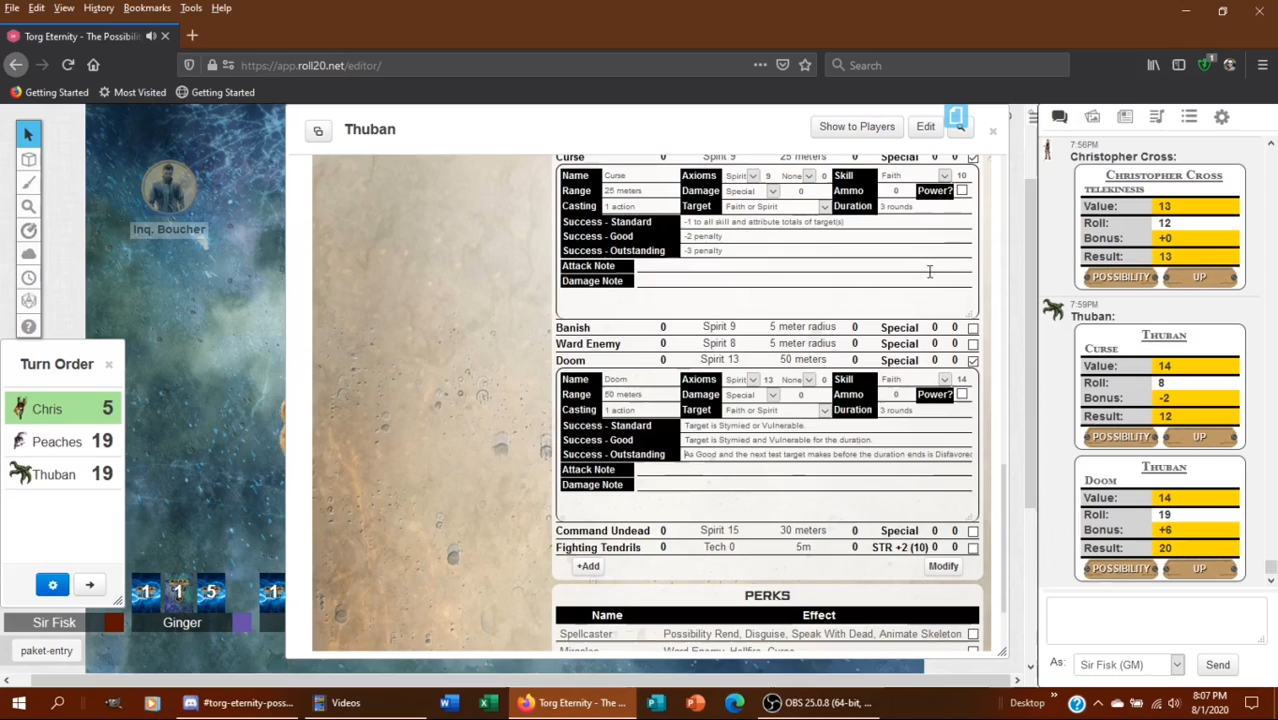 File Edit View History Bookmarks Tools Help
Torg Eternity - The Possibili
https://app.roll20.net/editor/
Search
Getting Started Most Visited Getting Started
Thuban
Show to Players Edit
Inq. Boucher
Curse 0 Spirit 9 25 meters 0 Special 0 0
Name Curse Axioms Spirit 9 None 0 Skill Faith 10
Range 25 meters Damage Special 0 Ammo 0 Power?
Casting 1 action Target Faith or Spirit Duration 3 rounds
Success - Standard -1 to all skill and attribute totals of target(s)
Success - Good -2 penalty
Success - Outstanding -3 penalty
Attack Note
Damage Note
Banish 0 Spirit 9 5 meter radius 0 Special 0 0
Ward Enemy 0 Spirit 8 5 meter radius 0 Special 0 0
Doom 0 Spirit 13 50 meters 0 Special 0 0
Name Doom Axioms Spirit 13 None 0 Skill Faith 14
Range 50 meters Damage Special 0 Ammo 0 Power?
Casting 1 action Target Faith or Spirit Duration 3 rounds
Success - Standard Target is Stymied or Vulnerable.
Success - Good Target is Stymied and Vulnerable for the duration.
Success - Outstanding As Good and the next test target makes before the duration ends is Disfavored
Attack Note
Damage Note
Command Undead 0 Spirit 15 30 meters 0 Special 0 0
Fighting Tendrils 0 Tech 0 5m 0 STR +2 (10) 0 0
+Add Modify
PERKS
Name Effect
Spellcaster Possibility Rend, Disguise, Speak With Dead, Animate Skeleton
Miracles Ward Enemy, Hellfire, Curse
Turn Order
Chris 5
Peaches 19
Thuban 19
1 1 5 1
Sir Fisk Ginger
paket-entry
7:56PM
Christopher Cross:
CHRISTOPHER CROSS
TELEKINESIS
Value: 13
Roll: 12
Bonus: +0
Result: 13
POSSIBILITY UP
7:59PM
Thuban:
THUBAN
CURSE
Value: 14
Roll: 8
Bonus: -2
Result: 12
POSSIBILITY UP
THUBAN
DOOM
Value: 14
Roll: 19
Bonus: +6
Result: 20
POSSIBILITY UP
As: Sir Fisk (GM) Send
#torg-eternity-poss... Videos Torg Eternity - The ... OBS 25.0.8 (64-bit, ... Desktop
8:07 PM
8/1/2020